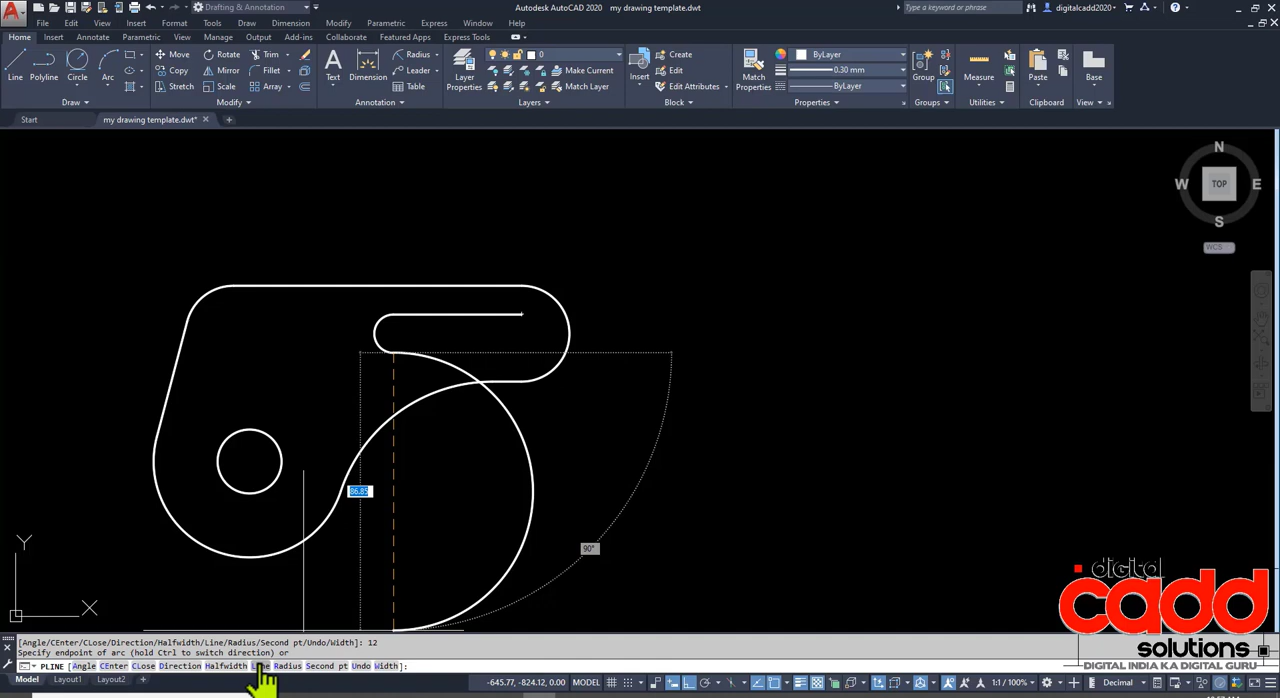 Drafting & Annotation
Autodesk AutoCAD 2020 my drawing template.dwt
Type a keyword or phrase
digitalcadd2020
File Edit View Insert Format Tools Draw Dimension Modify Parametric Express Window Help
Home Insert Annotate Parametric View Manage Output Add-ins Collaborate Featured Apps Express Tools
Line Polyline Circle Arc
Move Rotate Trim
Copy Mirror Fillet
Stretch Scale Array
Text Dimension
Radius
Leader
Table
Layer Properties
0
Make Current
Match Layer
Insert
Create
Edit
Edit Attributes
Match Properties
ByLayer
0.30 mm
ByLayer
Group
Measure
Paste
Base
Draw Modify Annotation Layers Block Properties Groups Utilities Clipboard View
Start my drawing template.dwt*
N
W TOP E
S
WCS
86.85
90°
Y
X
[Angle/CEnter/CLose/Direction/Halfwidth/Line/Radius/Second pt/Undo/Width]: 12
Specify endpoint of arc (hold Ctrl to switch direction) or
PLINE [Angle CEnter CLose Direction Halfwidth Line Radius Second pt Undo Width]:
Model Layout1 Layout2
-645.77, -824.12, 0.00 MODEL
1:1 / 100%
Decimal
digital
cadd
solutions
DIGITAL INDIA KA DIGITAL GURU